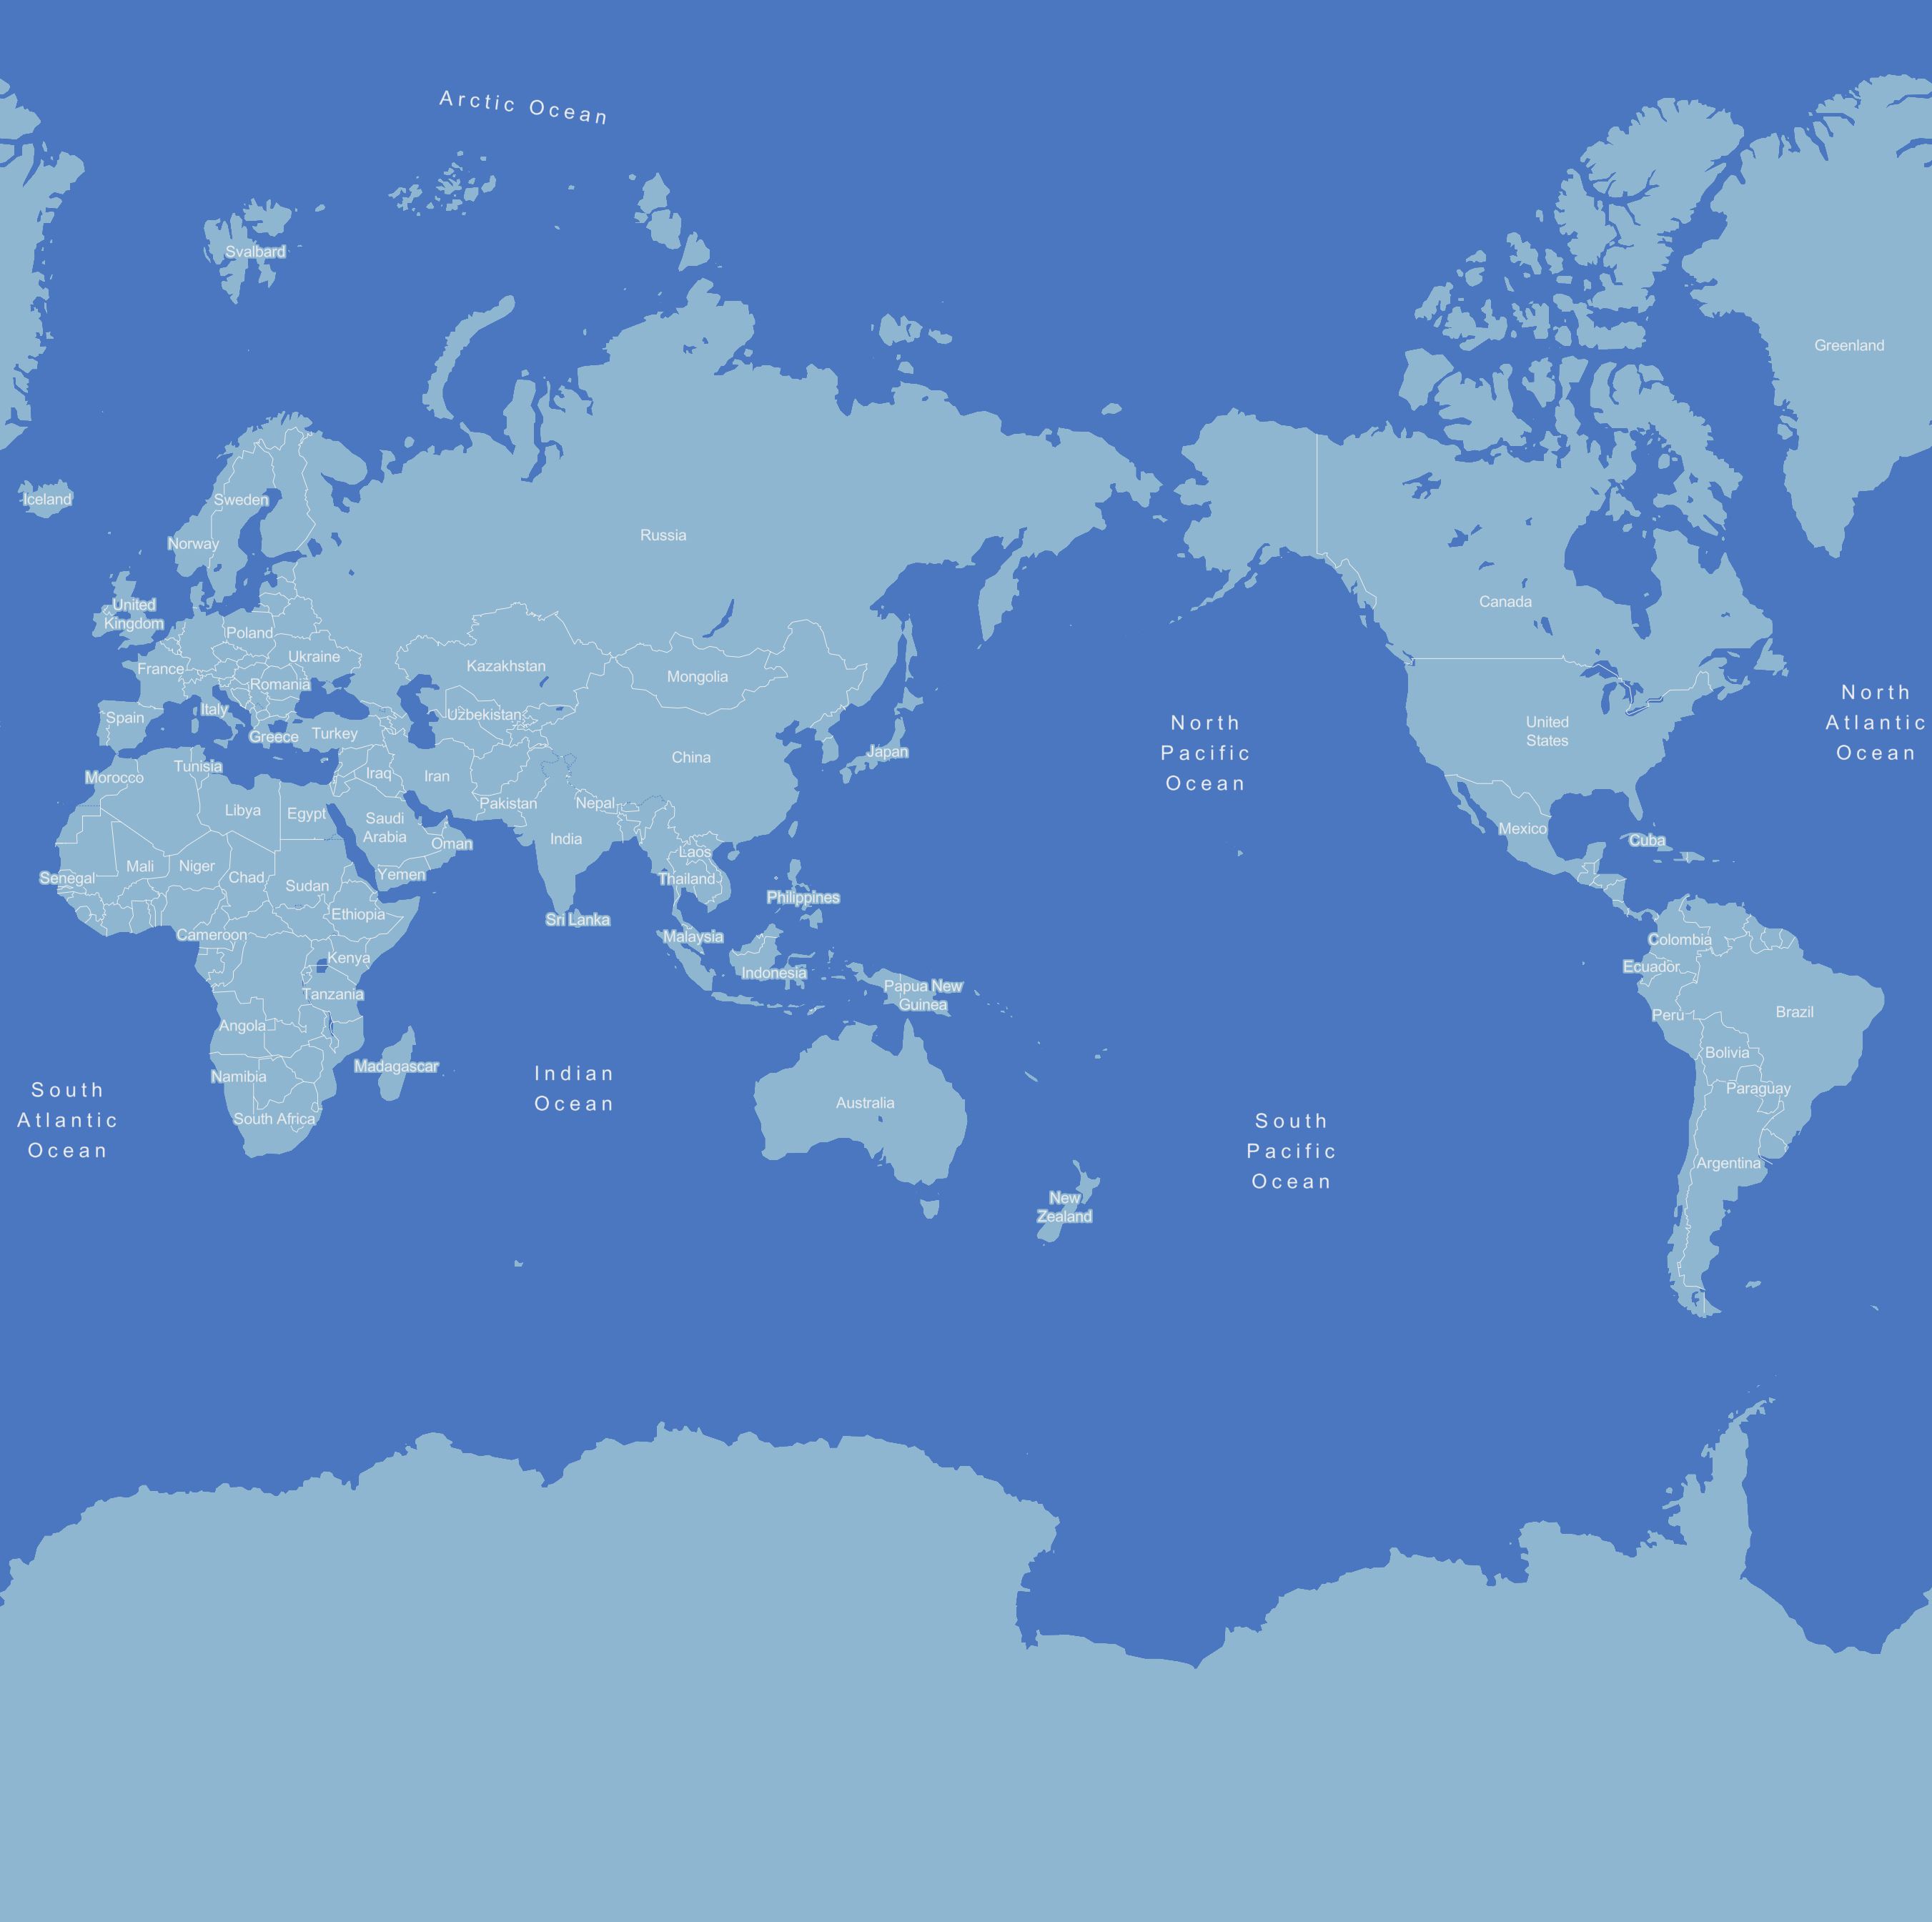 Arctic Ocean
Svalbard
Greenland
Iceland
Sweden
Russia
Norway
United
Kingdom
Canada
Poland
Ukraine
France
Kazakhstan
Mongolia
Romania
Italy
Spain
Uzbekistan
Greece
Turkey
North
Pacific
Ocean
United
States
North
Atlantic
Ocean
Japan
China
Tunisia
Morocco
Iraq
Iran
Pakistan
Nepal
Libya
Egypt
Saudi
Arabia
Oman
India
Mexico
Cuba
Laos
Mali
Niger
Chad
Senegal
Sudan
Yemen
Thailand
Philippines
Ethiopia
Sri Lanka
Cameroon
Malaysia
Colombia
Kenya
Indonesia
Ecuador
Tanzania
Papua New
Guinea
Peru
Brazil
Angola
Bolivia
Madagascar
Namibia
Indian
Ocean
Paraguay
South
Atlantic
Ocean
Australia
South Africa
South
Pacific
Ocean
Argentina
New
Zealand